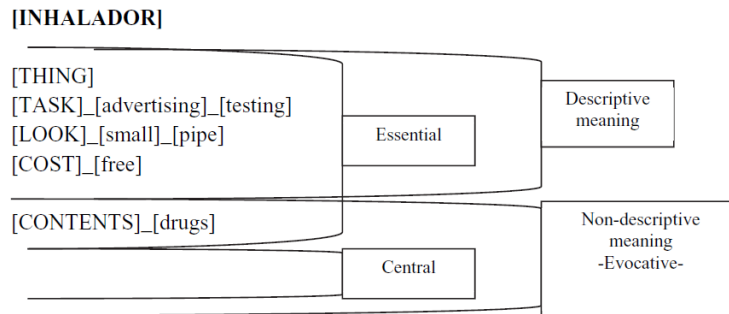 [INHALADOR]
[THING]
[TASK]_[advertising]_[testing]
[LOOK]_[small]_[pipe]
[COST]_[free]
[CONTENTS]_[drugs]
Essential
Central
Descriptive
meaning
Non-descriptive
meaning
-Evocative-